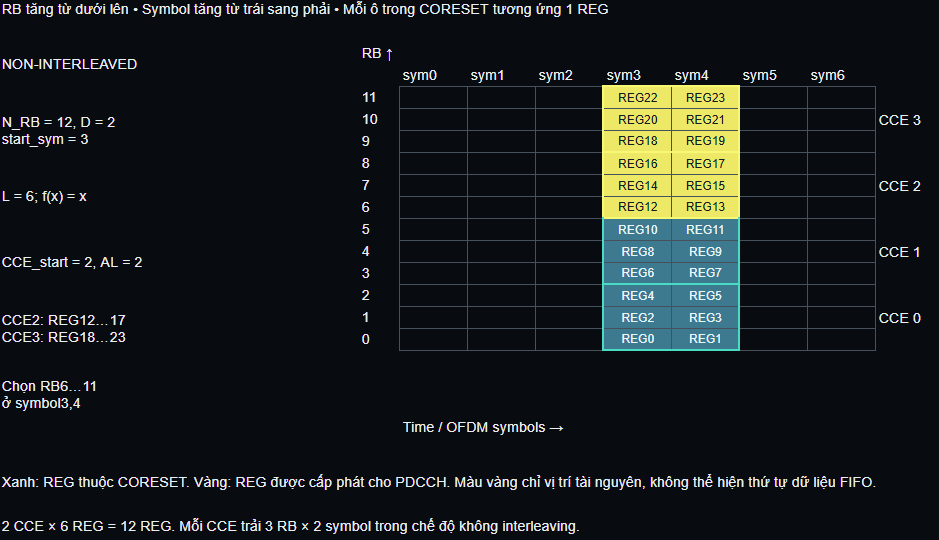 RB tăng từ dưới lên • Symbol tăng từ trái sang phải • Mỗi ô trong CORESET tương ứng 1 REG
NON-INTERLEAVED
N_RB = 12, D = 2
start_sym = 3
L = 6; f(x) = x
CCE_start = 2, AL = 2
CCE2: REG12…17
CCE3: REG18…23
Chọn RB6…11
ở symbol3,4
RB ↑
sym0 sym1 sym2 sym3 sym4 sym5 sym6
11 REG22 REG23
10 REG20 REG21 CCE 3
9 REG18 REG19
8 REG16 REG17
7 REG14 REG15 CCE 2
6 REG12 REG13
5 REG10 REG11
4 REG8 REG9 CCE 1
3 REG6 REG7
2 REG4 REG5
1 REG2 REG3 CCE 0
0 REG0 REG1
Time / OFDM symbols →
Xanh: REG thuộc CORESET. Vàng: REG được cấp phát cho PDCCH. Màu vàng chỉ vị trí tài nguyên, không thể hiện thứ tự dữ liệu FIFO.
2 CCE × 6 REG = 12 REG. Mỗi CCE trải 3 RB × 2 symbol trong chế độ không interleaving.